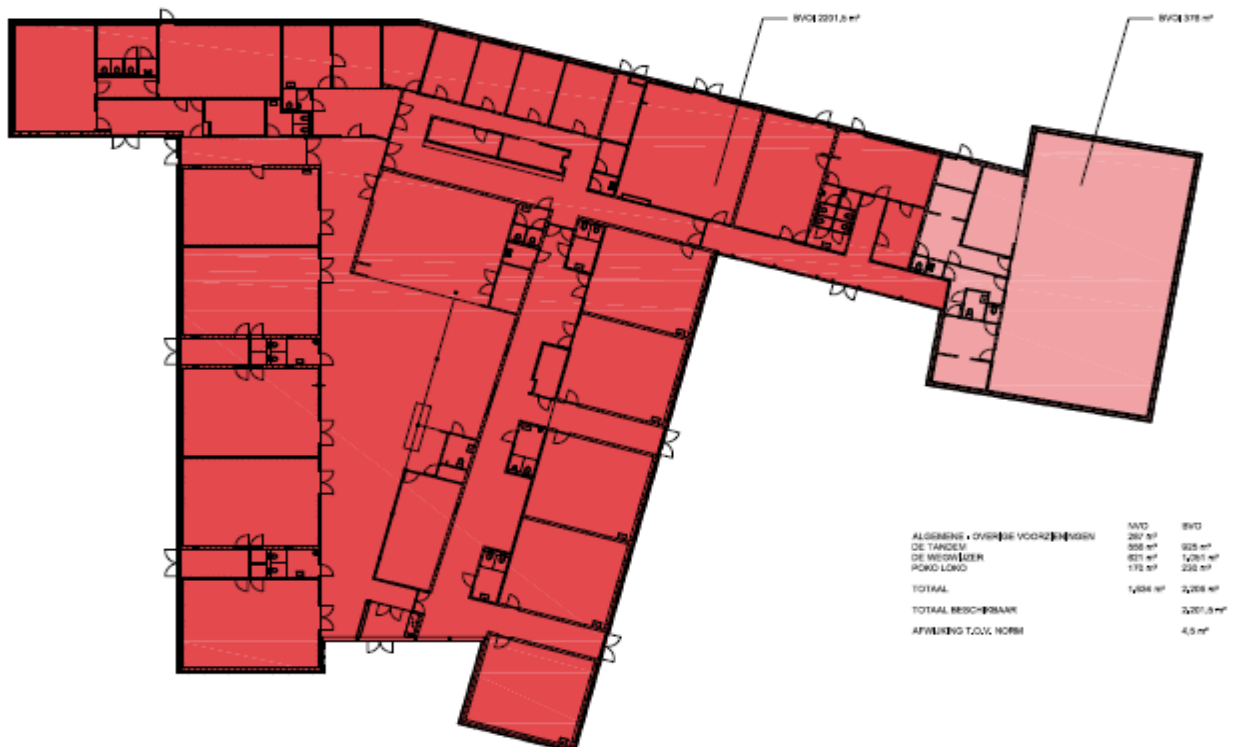 BVO: 2201,5 m²
BVO: 378 m²
NVO BVO
ALGEMENE + OVERIGE VOORZIENINGEN 287 m²
DE TANDEM 556 m² 925 m²
DE WEGWIJZER 621 m² 1,051 m²
POKO LOKO 170 m² 230 m²
TOTAAL 1,634 m² 2,206 m²
TOTAAL BESCHIKBAAR 2,201,5 m²
AFWIJKING T.O.V. NORM 4,5 m²